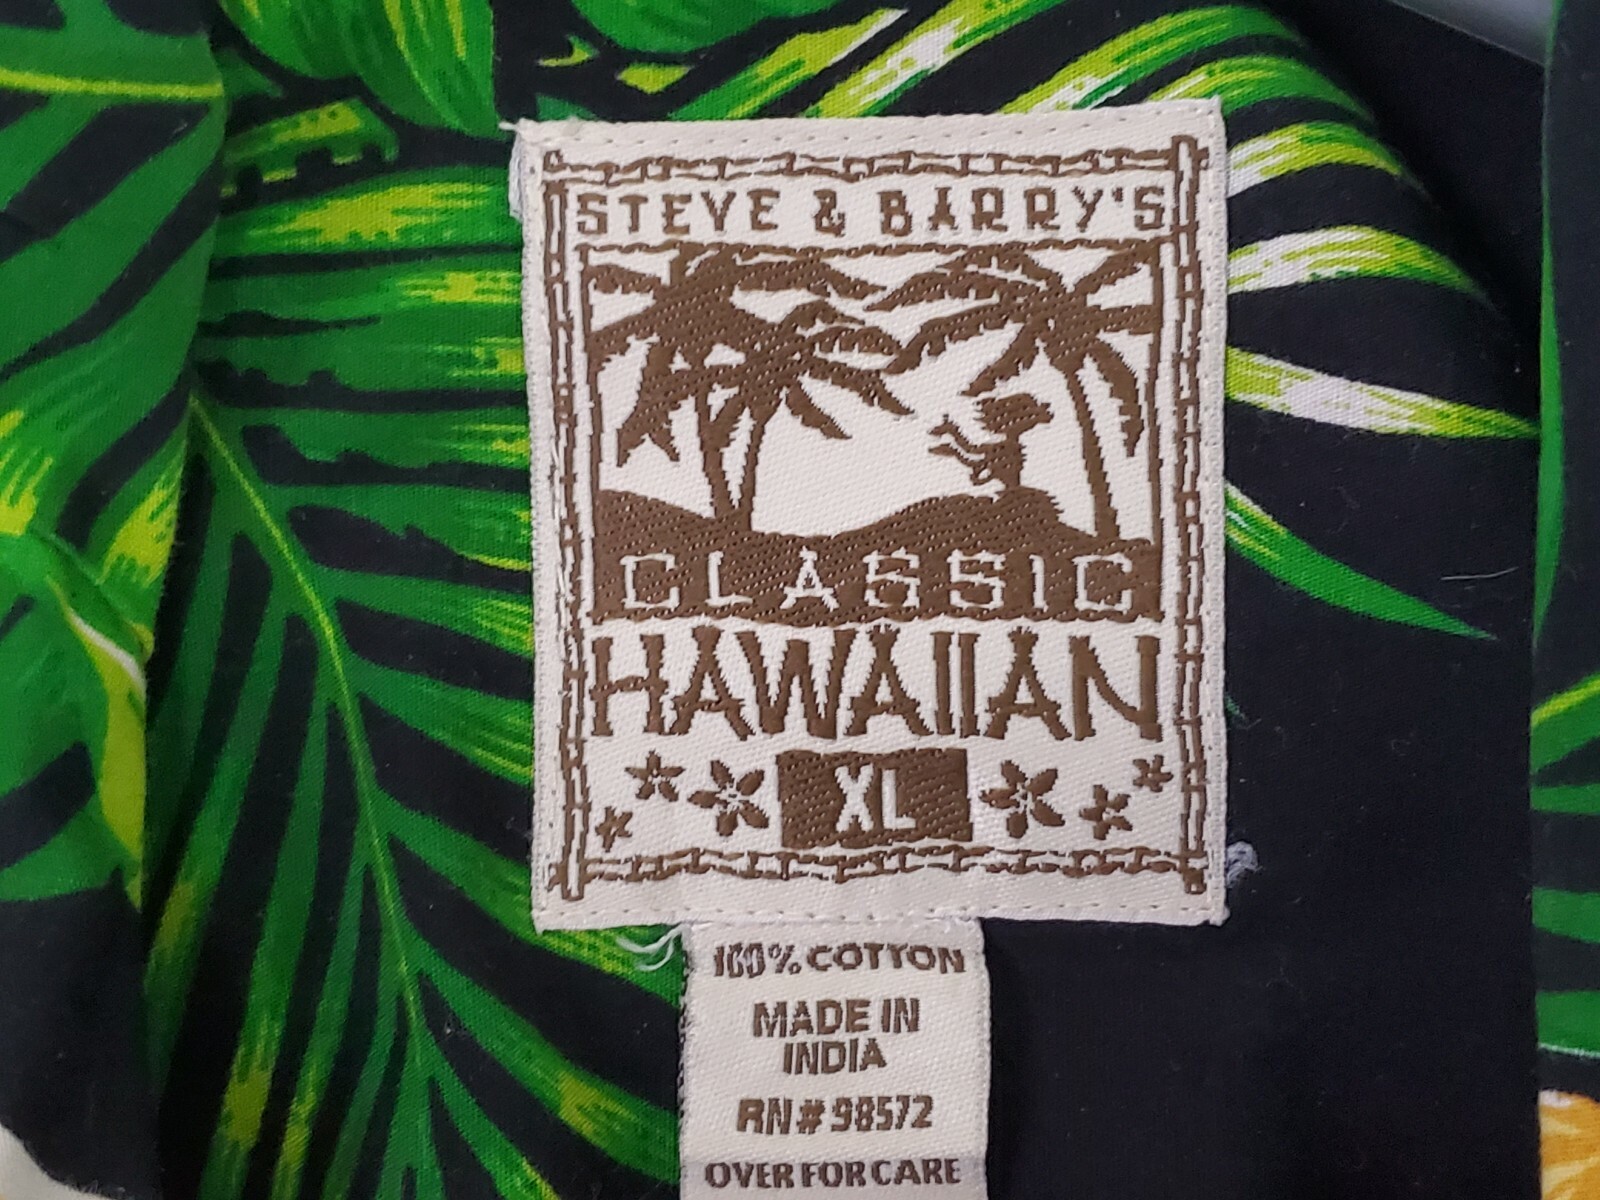 STEVE & BARRY'S
CLASSIC
HAWAIIAN
XL
100% COTTON
MADE IN
INDIA
RN# 98572
OVER FOR CARE